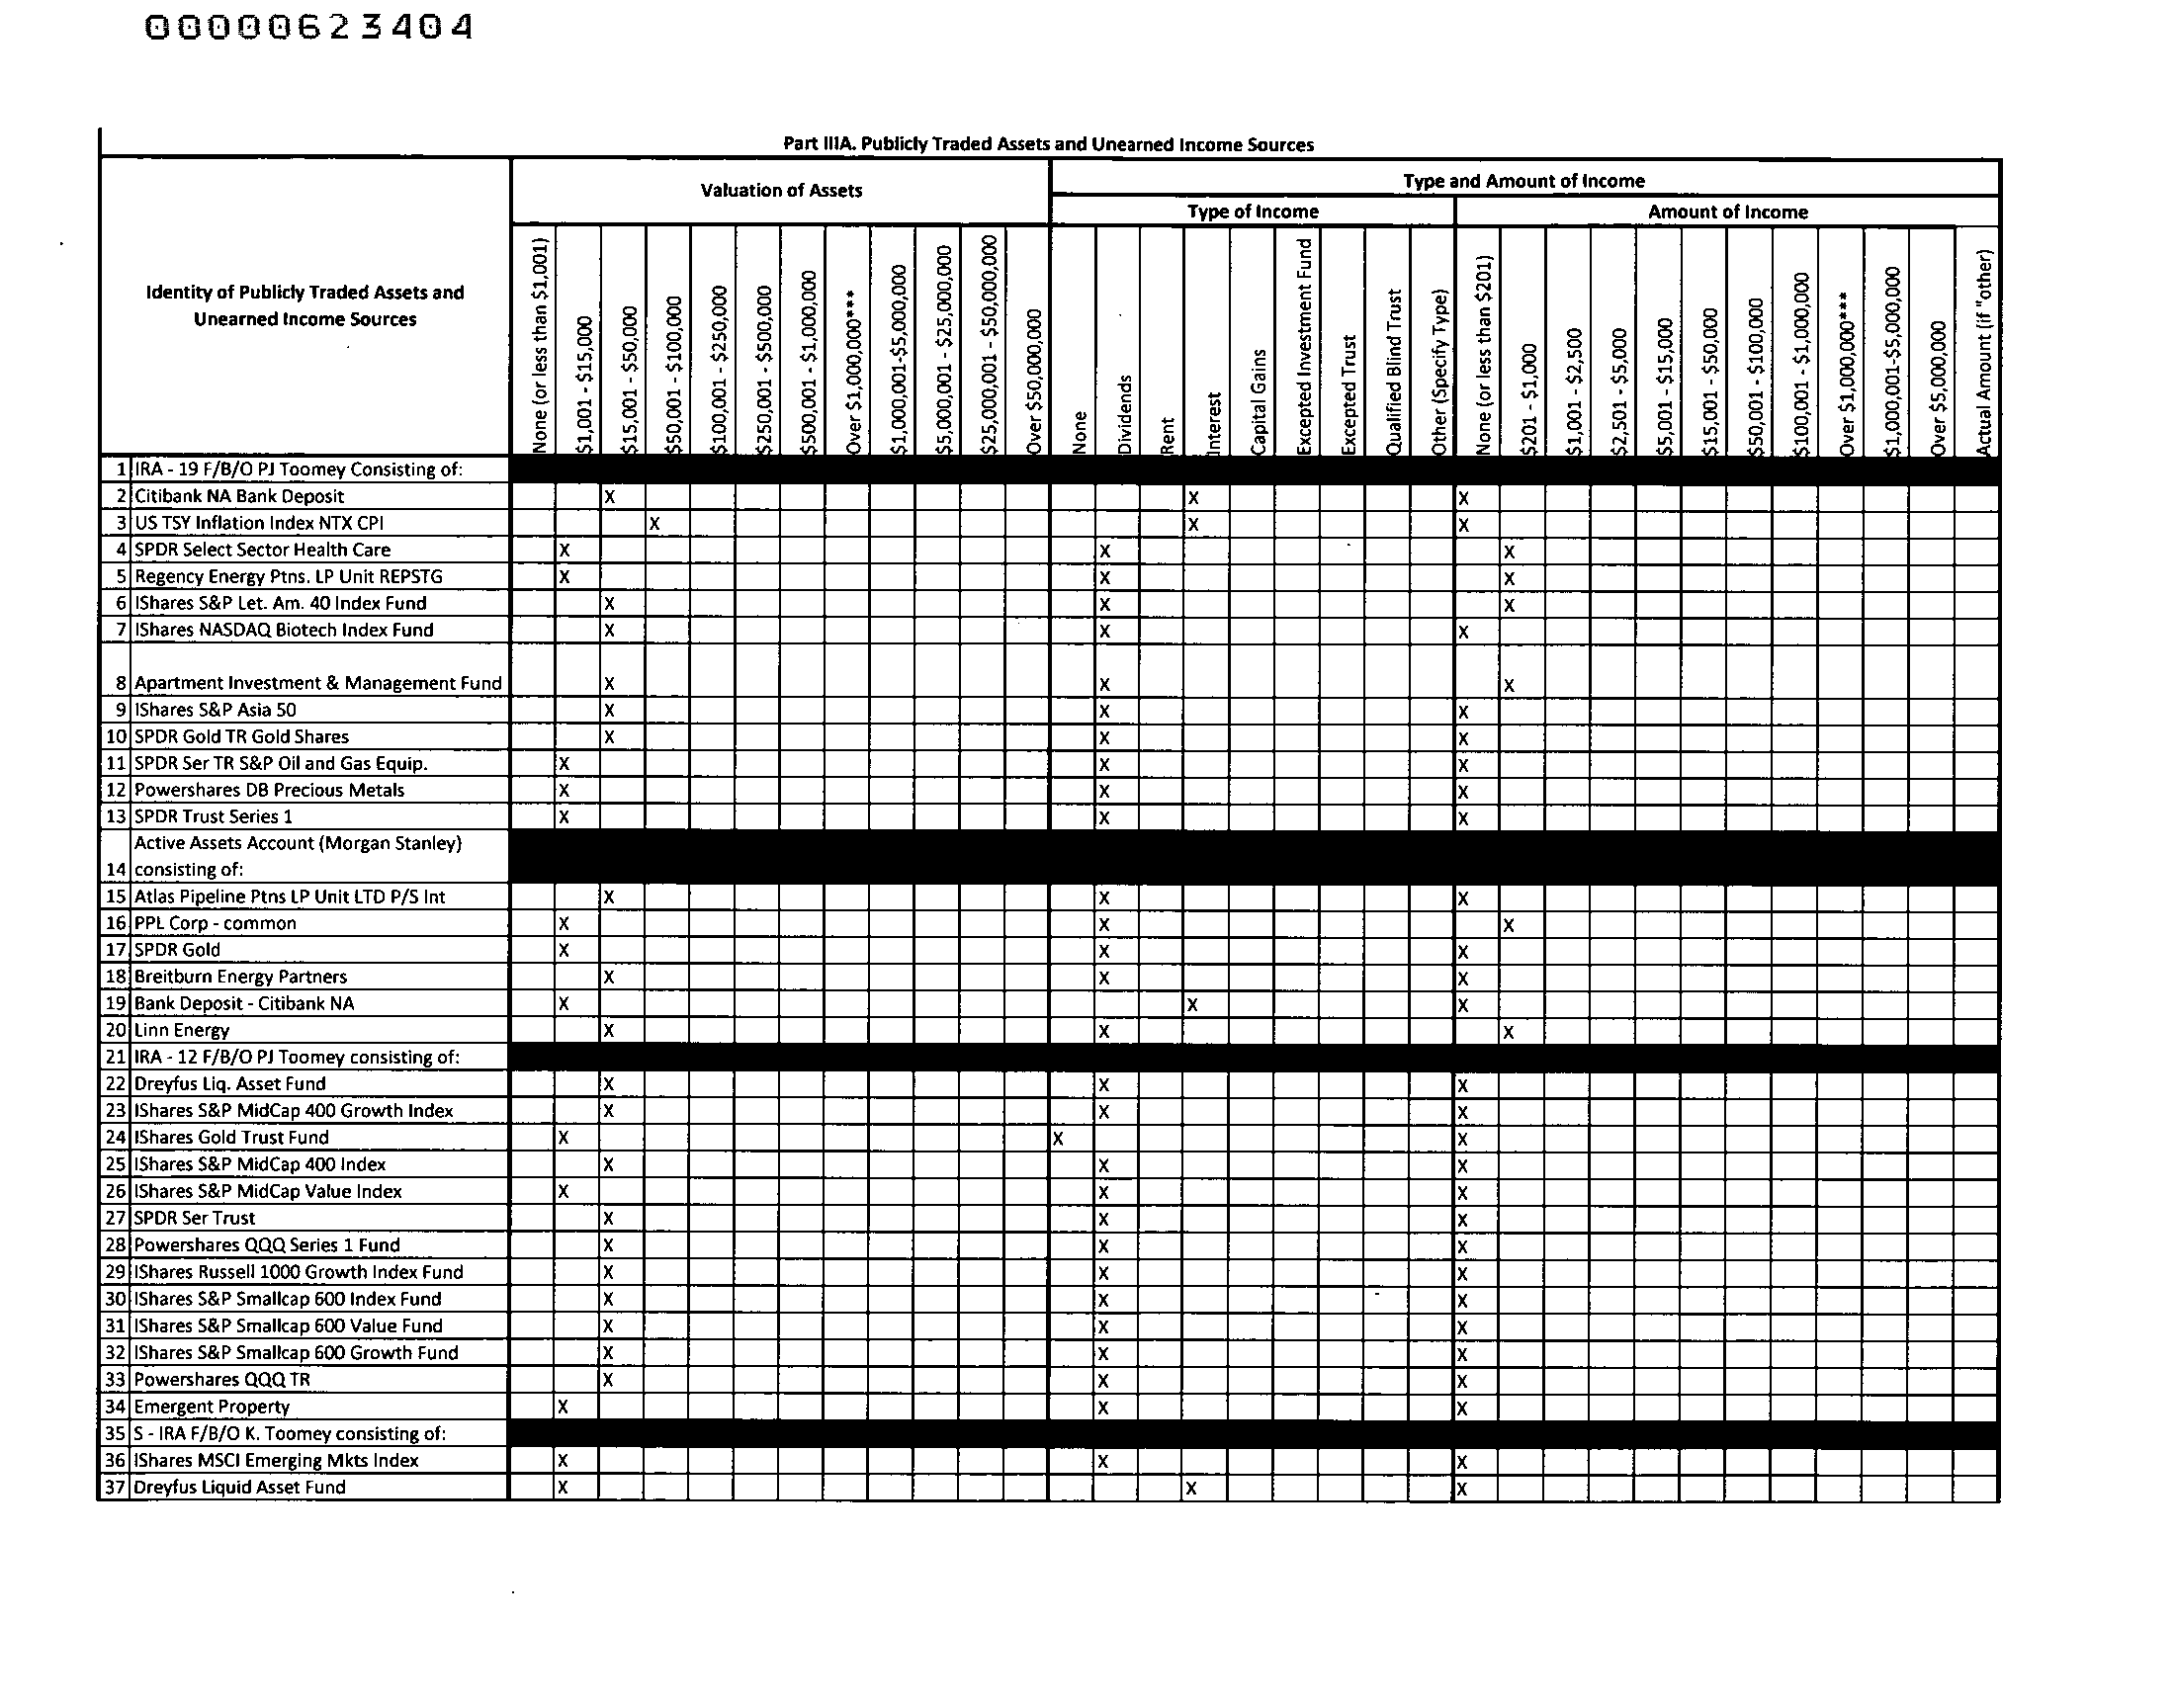 00000623404
Part IIIA. Publicly Traded Assets and Unearned Income Sources
Identity of Publicly Traded Assets and
Unearned Income Sources
Valuation of Assets
Type and Amount of Income
Type of Income
Amount of Income
None (or less than $1,001)
$1,001 - $15,000
$15,001 - $50,000
$50,001 - $100,000
$100,001 - $250,000
$250,001 - $500,000
$500,001 - $1,000,000
Over $1,000,000***
$1,000,001-$5,000,000
$5,000,001 - $25,000,000
$25,000,001 - $50,000,000
Over $50,000,000
None
Dividends
Rent
Interest
Capital Gains
Excepted Investment Fund
Excepted Trust
Qualified Blind Trust
Other (Specify Type)
None (or less than $201)
$201 - $1,000
$1,001 - $2,500
$2,501 - $5,000
$5,001 - $15,000
$15,001 - $50,000
$50,001 - $100,000
$100,001 - $1,000,000
Over $1,000,000***
$1,000,001-$5,000,000
Over $5,000,000
Actual Amount (if "other)
1 IRA - 19 F/B/O PJ Toomey Consisting of:
2 Citibank NA Bank Deposit X X X
3 US TSY Inflation Index NTX CPI X X X
4 SPDR Select Sector Health Care X X X
5 Regency Energy Ptns. LP Unit REPSTG X X X
6 IShares S&P Let. Am. 40 Index Fund X X X
7 IShares NASDAQ Biotech Index Fund X X X
8 Apartment Investment & Management Fund X X X
9 IShares S&P Asia 50 X X X
10 SPDR Gold TR Gold Shares X X X
11 SPDR Ser TR S&P Oil and Gas Equip. X X X
12 Powershares DB Precious Metals X X X
13 SPDR Trust Series 1 X X X
Active Assets Account (Morgan Stanley)
14 consisting of:
15 Atlas Pipeline Ptns LP Unit LTD P/S Int X X X
16 PPL Corp - common X X X
17 SPDR Gold X X X
18 Breitburn Energy Partners X X X
19 Bank Deposit - Citibank NA X X X
20 Linn Energy X X X
21 IRA - 12 F/B/O PJ Toomey consisting of:
22 Dreyfus Liq. Asset Fund X X X
23 IShares S&P MidCap 400 Growth Index X X X
24 IShares Gold Trust Fund X X X
25 IShares S&P MidCap 400 Index X X X
26 IShares S&P MidCap Value Index X X X
27 SPDR Ser Trust X X X
28 Powershares QQQ Series 1 Fund X X X
29 IShares Russell 1000 Growth Index Fund X X X
30 IShares S&P Smallcap 600 Index Fund X X X
31 IShares S&P Smallcap 600 Value Fund X X X
32 IShares S&P Smallcap 600 Growth Fund X X X
33 Powershares QQQ TR X X X
34 Emergent Property X X X
35 S - IRA F/B/O K. Toomey consisting of:
36 IShares MSCI Emerging Mkts Index X X X
37 Dreyfus Liquid Asset Fund X X X